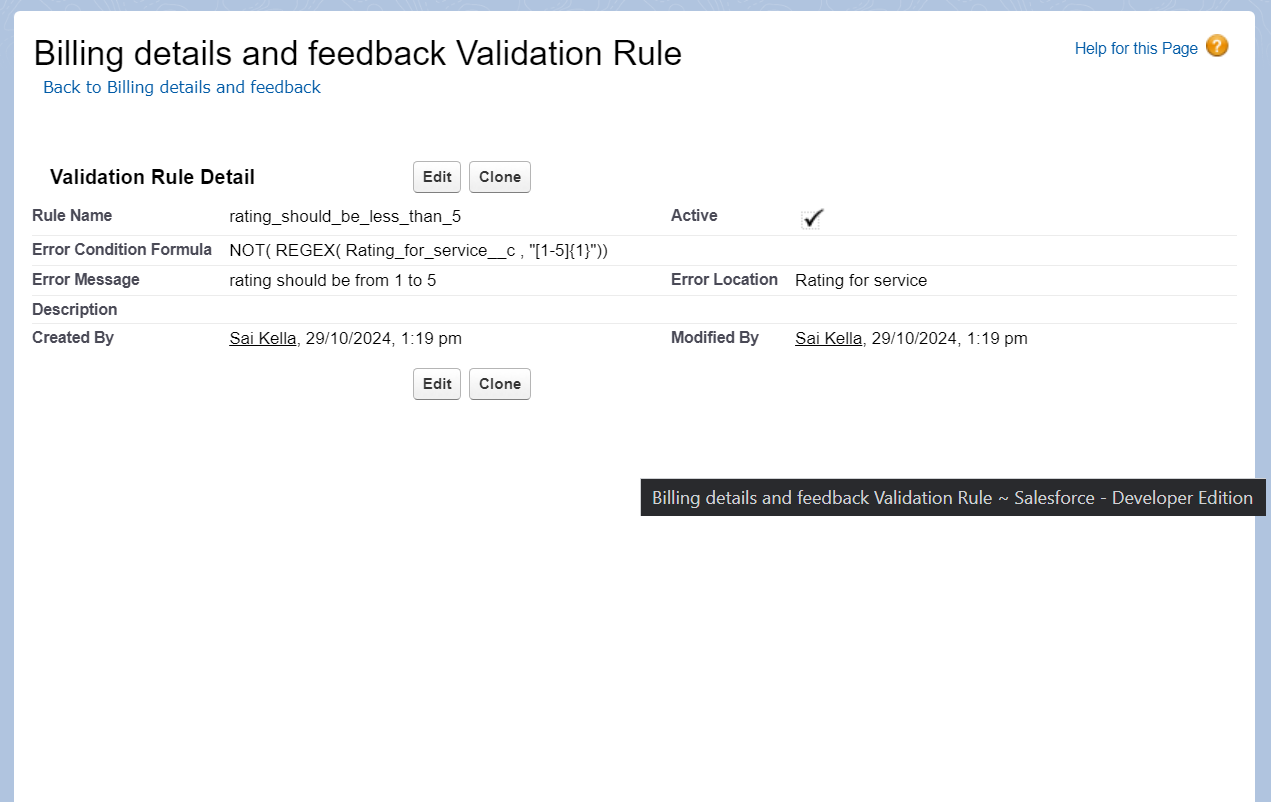 Billing details and feedback Validation Rule
Help for this Page ?
Back to Billing details and feedback
Validation Rule Detail
Edit Clone
Rule Name rating_should_be_less_than_5 Active
Error Condition Formula NOT( REGEX( Rating_for_service__c , "[1-5]{1}"))
Error Message rating should be from 1 to 5 Error Location Rating for service
Description
Created By Sai Kella, 29/10/2024, 1:19 pm Modified By Sai Kella, 29/10/2024, 1:19 pm
Edit Clone
Billing details and feedback Validation Rule ~ Salesforce - Developer Edition